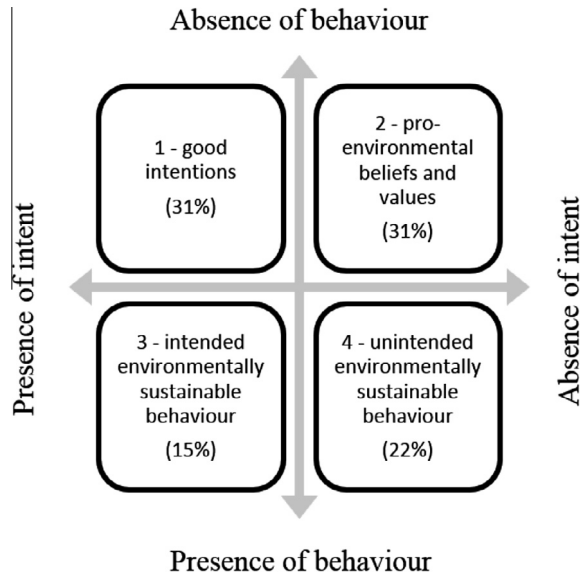 Absence of behaviour
1 - good
intentions
(31%)
2 - pro-
environmental
beliefs and
values
(31%)
Presence of intent
Absence of intent
3 - intended
environmentally
sustainable
behaviour
(15%)
4 - unintended
environmentally
sustainable
behaviour
(22%)
Presence of behaviour